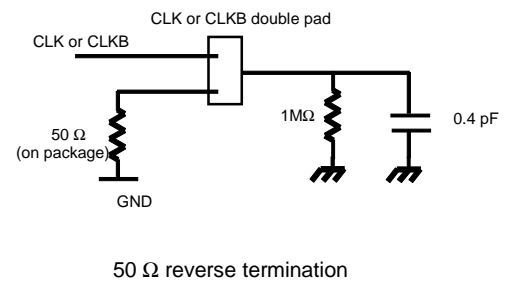 CLK or CLKB double pad
CLK or CLKB
1MΩ
0.4 pF
50 Ω
(on package)
GND
50 Ω reverse termination